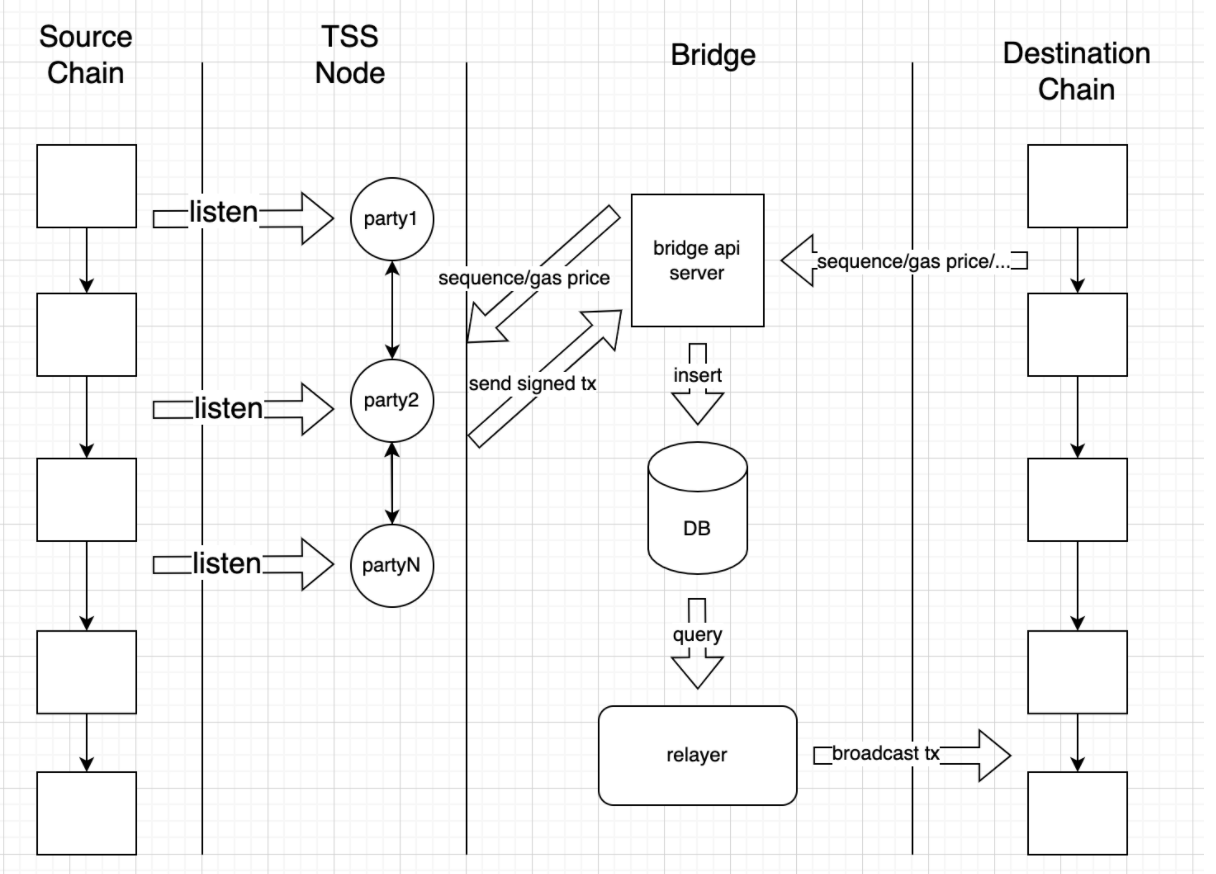 Source
Chain
TSS
Node
Bridge
Destination
Chain
listen
party1
sequence/gas price
bridge api
server
sequence/gas price/...
listen
party2
send signed tx
insert
DB
listen
partyN
query
relayer
broadcast tx